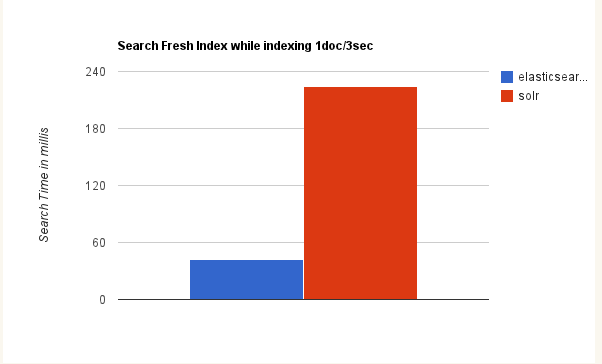 Search Fresh Index while indexing 1doc/3sec
240
180
120
60
0
Search Time in millis
elasticsear...
solr